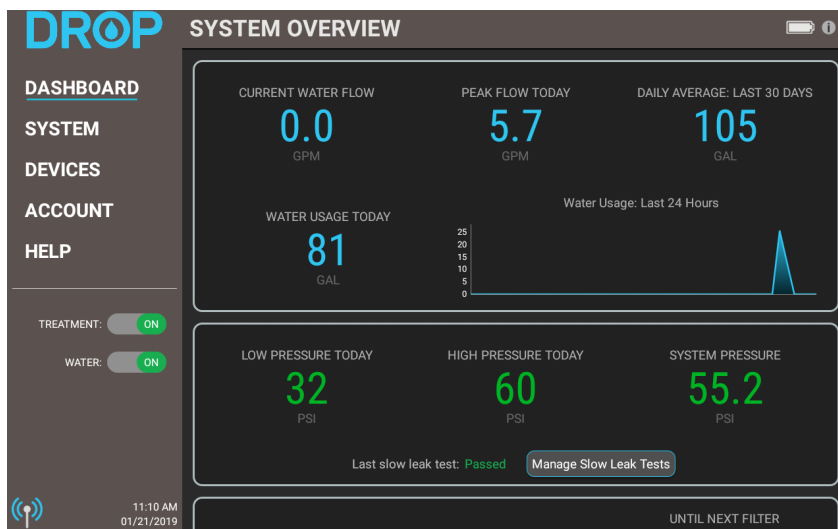 DROP
SYSTEM OVERVIEW
DASHBOARD
SYSTEM
DEVICES
ACCOUNT
HELP
TREATMENT: ON
WATER: ON
11:10 AM
01/21/2019
CURRENT WATER FLOW
0.0
GPM
PEAK FLOW TODAY
5.7
GPM
DAILY AVERAGE: LAST 30 DAYS
105
GAL
WATER USAGE TODAY
81
GAL
Water Usage: Last 24 Hours
25
20
15
10
5
0
LOW PRESSURE TODAY
32
PSI
HIGH PRESSURE TODAY
60
PSI
SYSTEM PRESSURE
55.2
PSI
Last slow leak test: Passed
Manage Slow Leak Tests
UNTIL NEXT FILTER